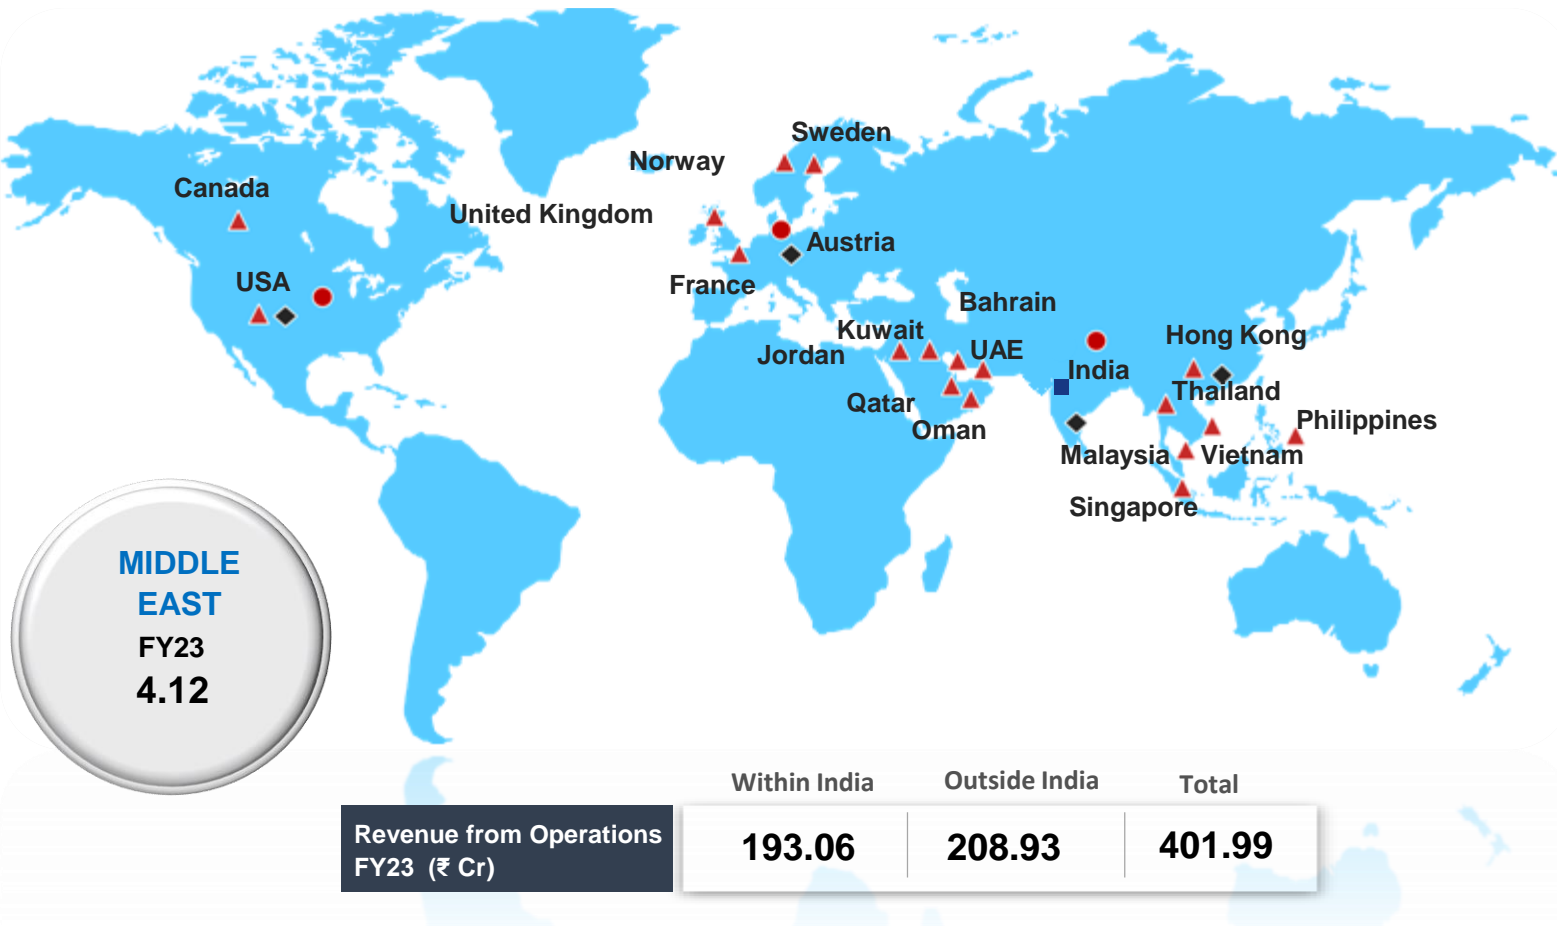 Sweden
Norway
Canada
United Kingdom
Austria
USA
France
Bahrain
Kuwait
Hong Kong
Jordan
UAE
India
Thailand
Qatar
Oman
Philippines
Malaysia
Vietnam
Singapore
MIDDLE
EAST
FY23
4.12
Within India
Outside India
Total
Revenue from Operations
FY23 (₹ Cr)
193.06
208.93
401.99